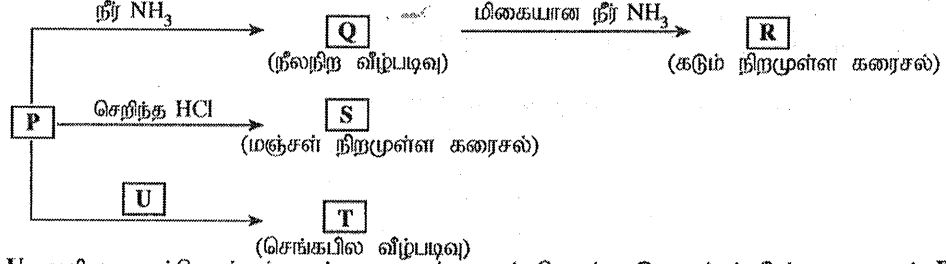 நீர் NH₃
மிகையான நீர் NH₃
Q
R
(நீலநிற வீழ்படிவு)
(கடும் நிறமுள்ள கரைசல்)
செறிந்த HCl
P
S
(மஞ்சள் நிறமுள்ள கரைசல்)
U
T
(செங்கபில வீழ்படிவு)